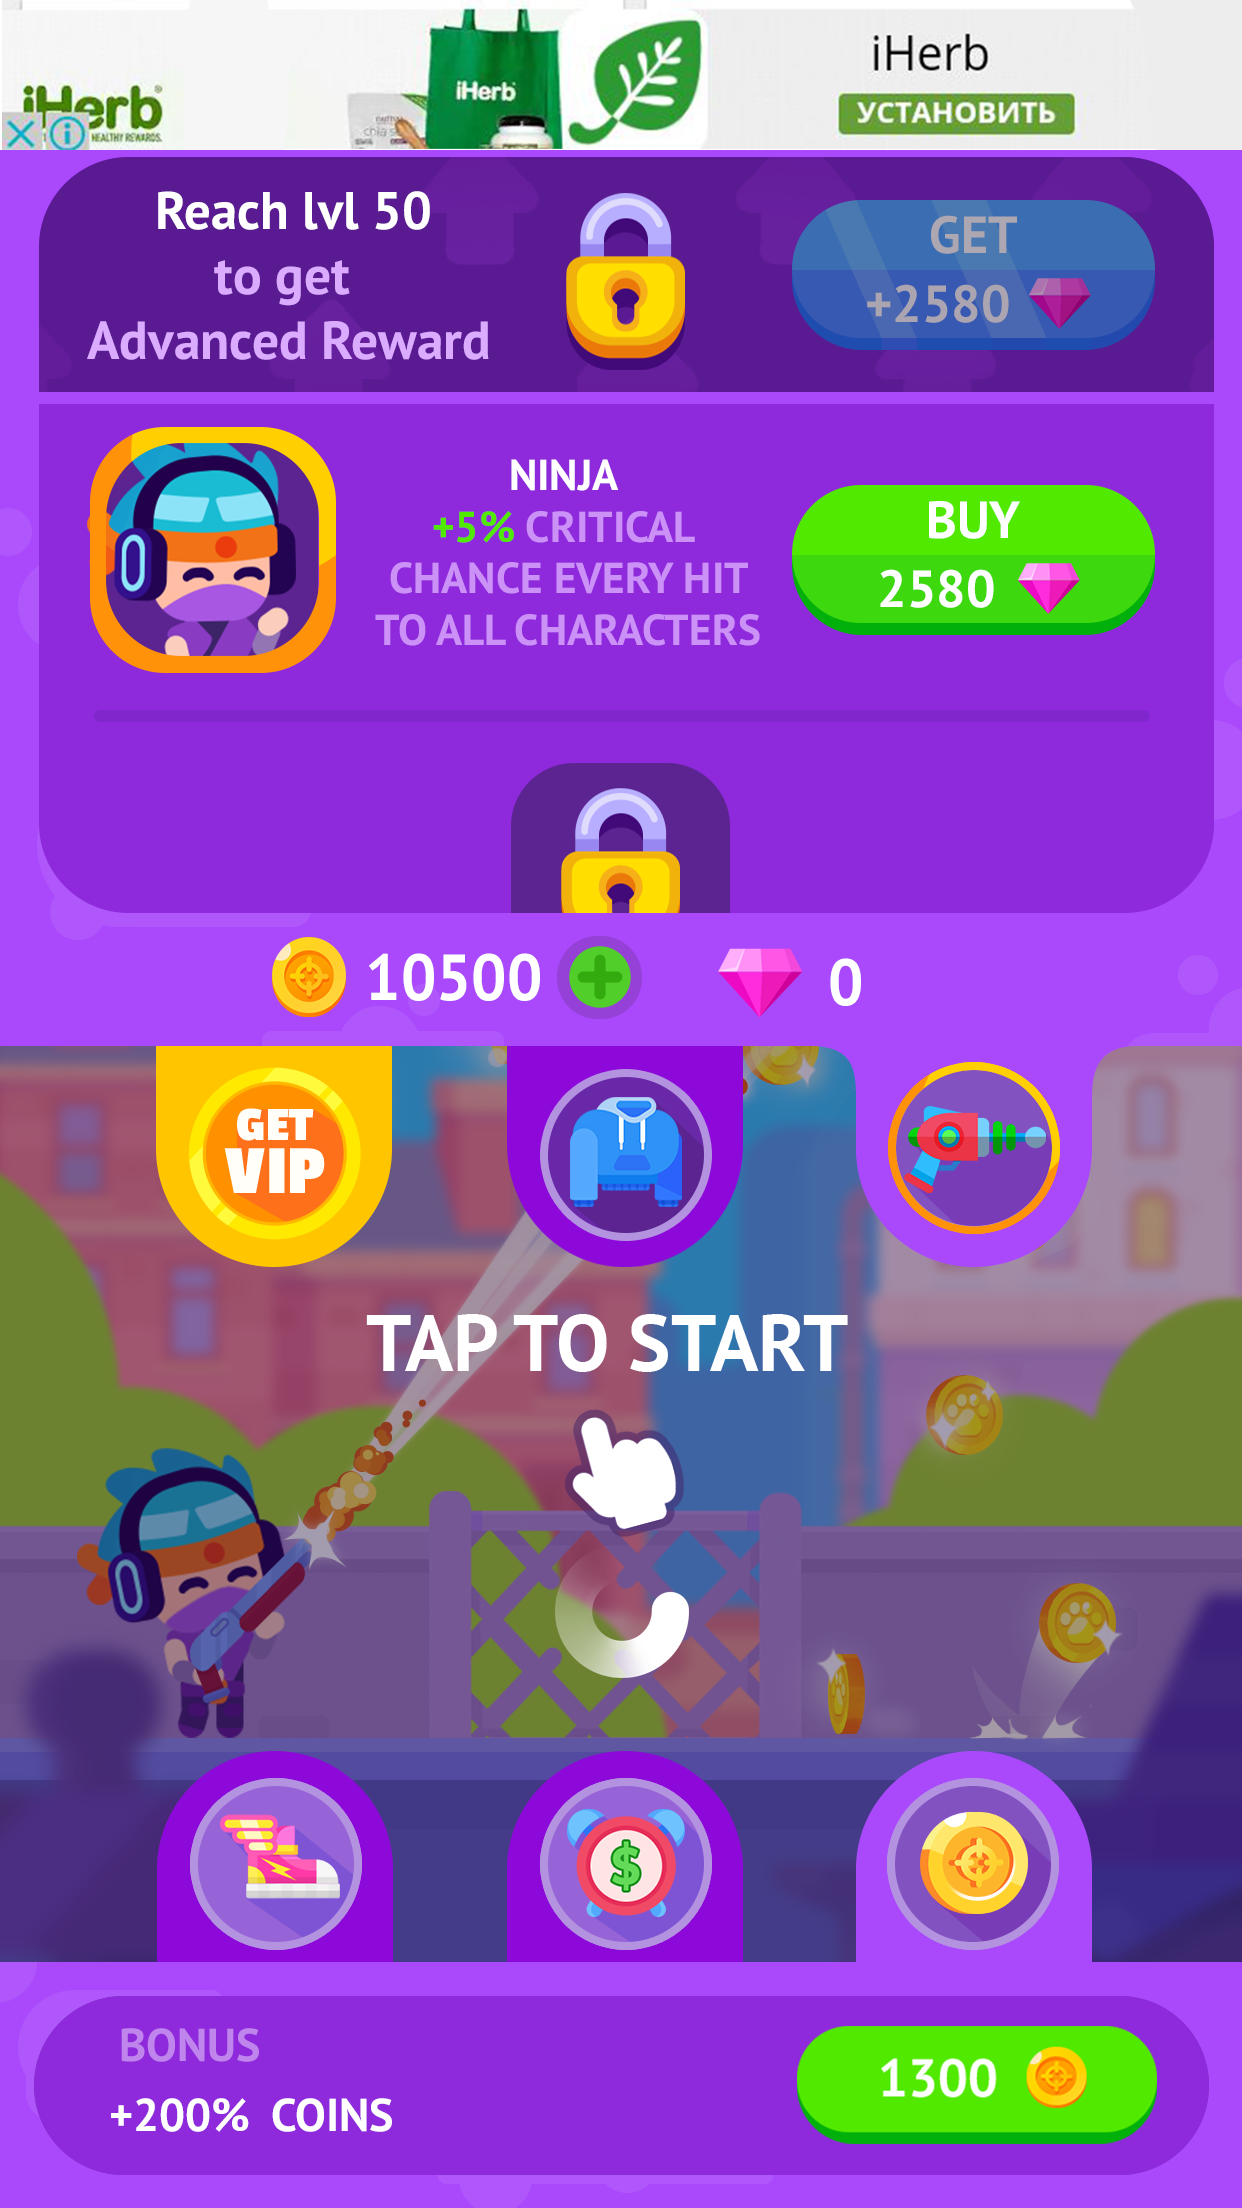 iHerb
HEALTHY REWARDS.
iHerb
iHerb
УСТАНОВИТЬ
Reach lvl 50
to get
Advanced Reward
GET
+2580
NINJA
+5% CRITICAL
CHANCE EVERY HIT
TO ALL CHARACTERS
BUY
2580
10500
0
GET
VIP
TAP TO START
$
BONUS
+200% COINS
1300